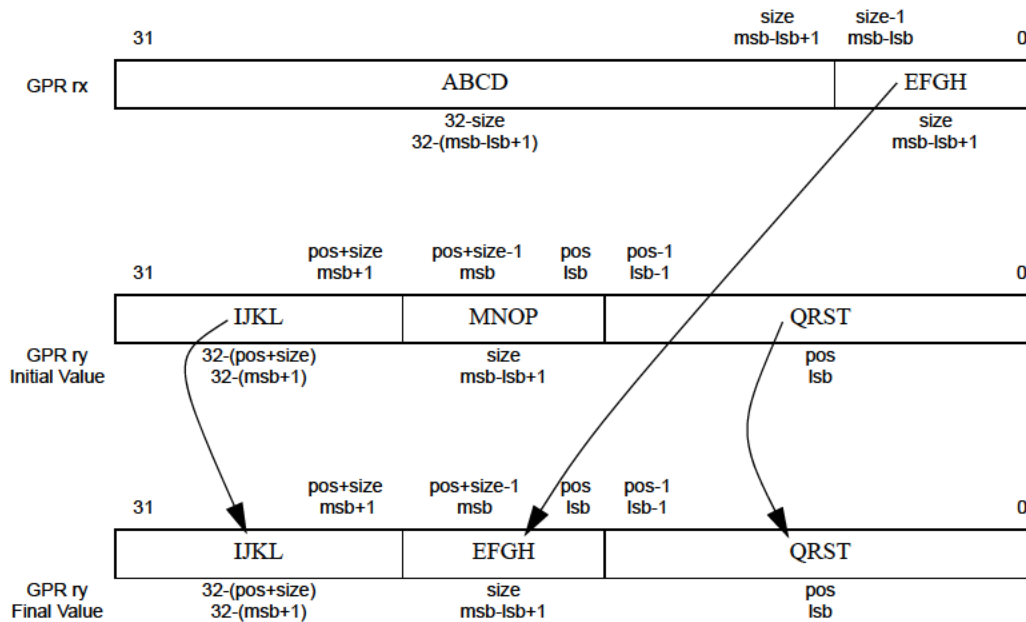 size size-1
31 msb-lsb+1 msb-lsb 0
GPR rx ABCD EFGH
32-size size
32-(msb-lsb+1) msb-lsb+1
pos+size pos+size-1 pos pos-1
31 msb+1 msb lsb lsb-1 0
IJKL MNOP QRST
GPR ry 32-(pos+size) size pos
Initial Value 32-(msb+1) msb-lsb+1 lsb
pos+size pos+size-1 pos pos-1
31 msb+1 msb lsb lsb-1 0
IJKL EFGH QRST
GPR ry 32-(pos+size) size pos
Final Value 32-(msb+1) msb-lsb+1 lsb